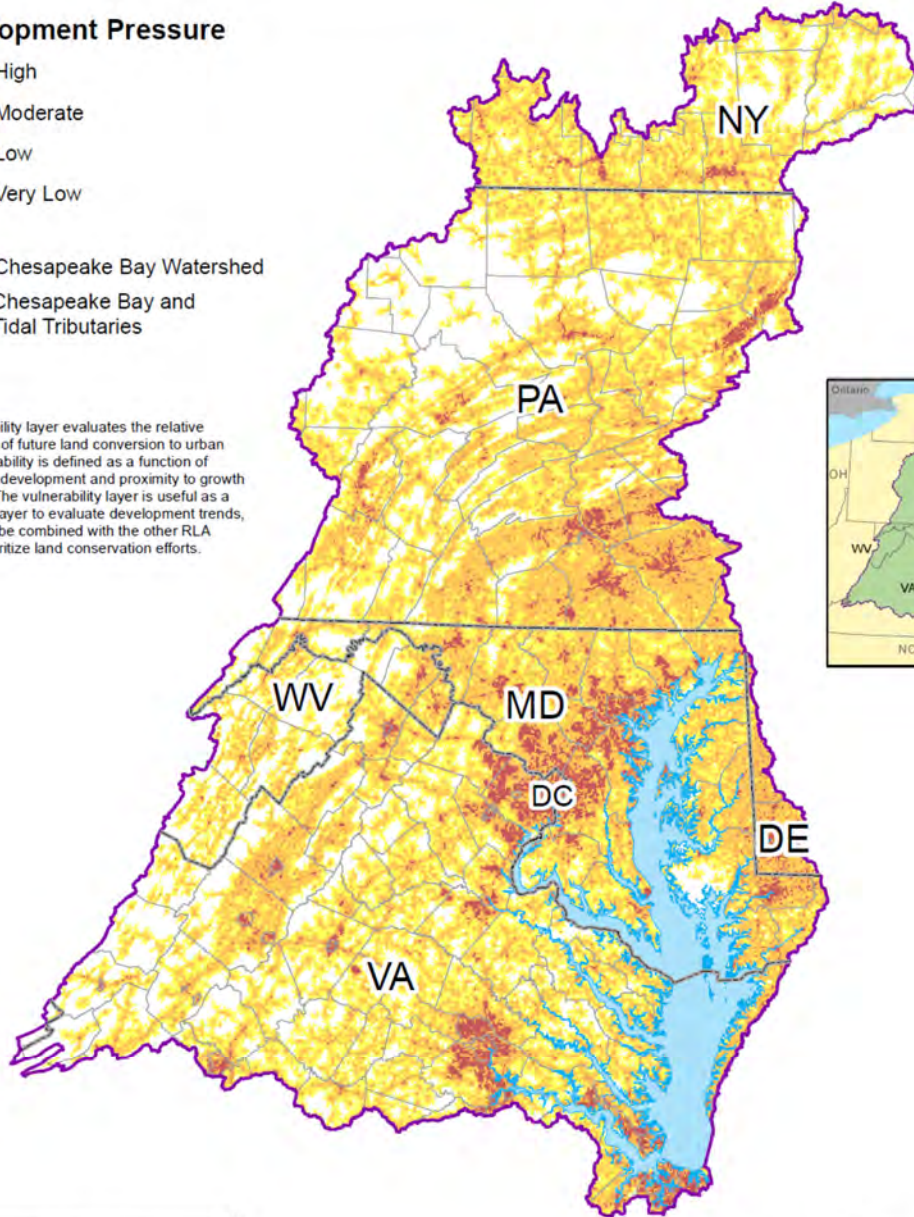 opment Pressure
High
Moderate
Low
Very Low
Chesapeake Bay Watershed
Chesapeake Bay and
Tidal Tributaries
ility layer evaluates the relative
of future land conversion to urban
ability is defined as a function of
development and proximity to growth
The vulnerability layer is useful as a
ayer to evaluate development trends,
be combined with the other RLA
ritize land conservation efforts.
NY
PA
WV
MD
DC
DE
VA
Ontario
OH
WV
VA
NC